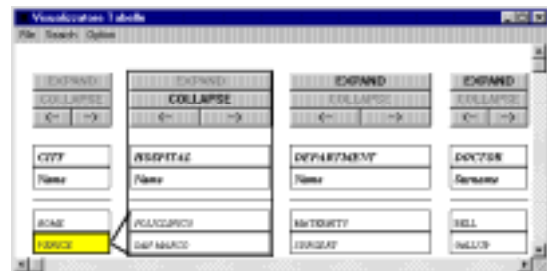 Visualizzatore Tabelle
File Search Option
EXPAND EXPAND EXPAND EXPAND
COLLAPSE COLLAPSE COLLAPSE COLLAPSE
<- -> <- -> <- -> <- ->
CITY HOSPITAL DEPARTMENT DOCTOR
Name Name Name Surname
ROME POLICLINICO MATERNITY BELL
VENICE SAN MARCO SURGERY